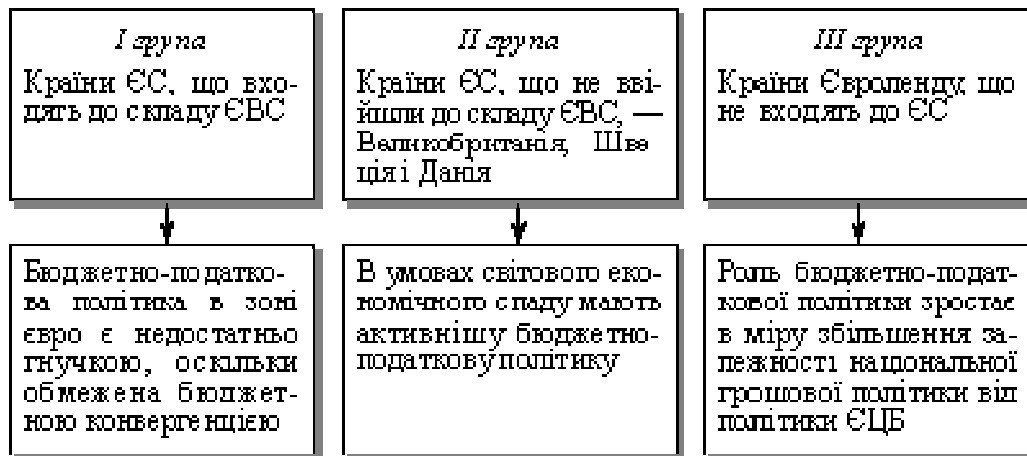 I група
Країни ЄС, що вхо-
дять до складу ЄВС
II група
Країни ЄС, що не вві-
йшли до складу ЄВС, —
Великобританія, Шве
ція і Данія
III група
Країни Євроленду, що
не входять до ЄС
Бюджетно-податко-
ва політика в зоні
євро є недостатньо
гнучкою, оскільки
обмежена бюджет-
ною конвергенцією
В умовах світового еко-
номічного спаду мають
активнішу бюджетно-
податкову політику
Роль бюджетно-подат-
кової політики зростає
в міру збільшення за-
лежності національної
грошової політики від
політики ЄЦБ